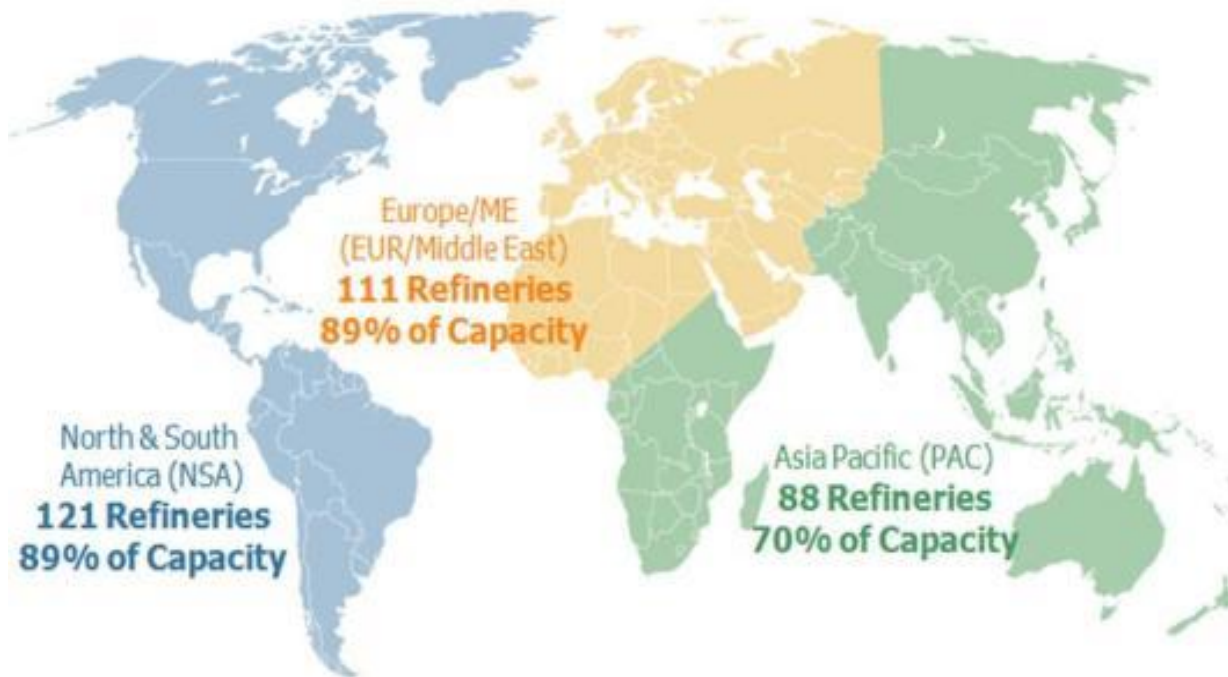 Europe/ME
(EUR/Middle East)
111 Refineries
89% of Capacity
North & South
America (NSA)
121 Refineries
89% of Capacity
Asia Pacific (PAC)
88 Refineries
70% of Capacity